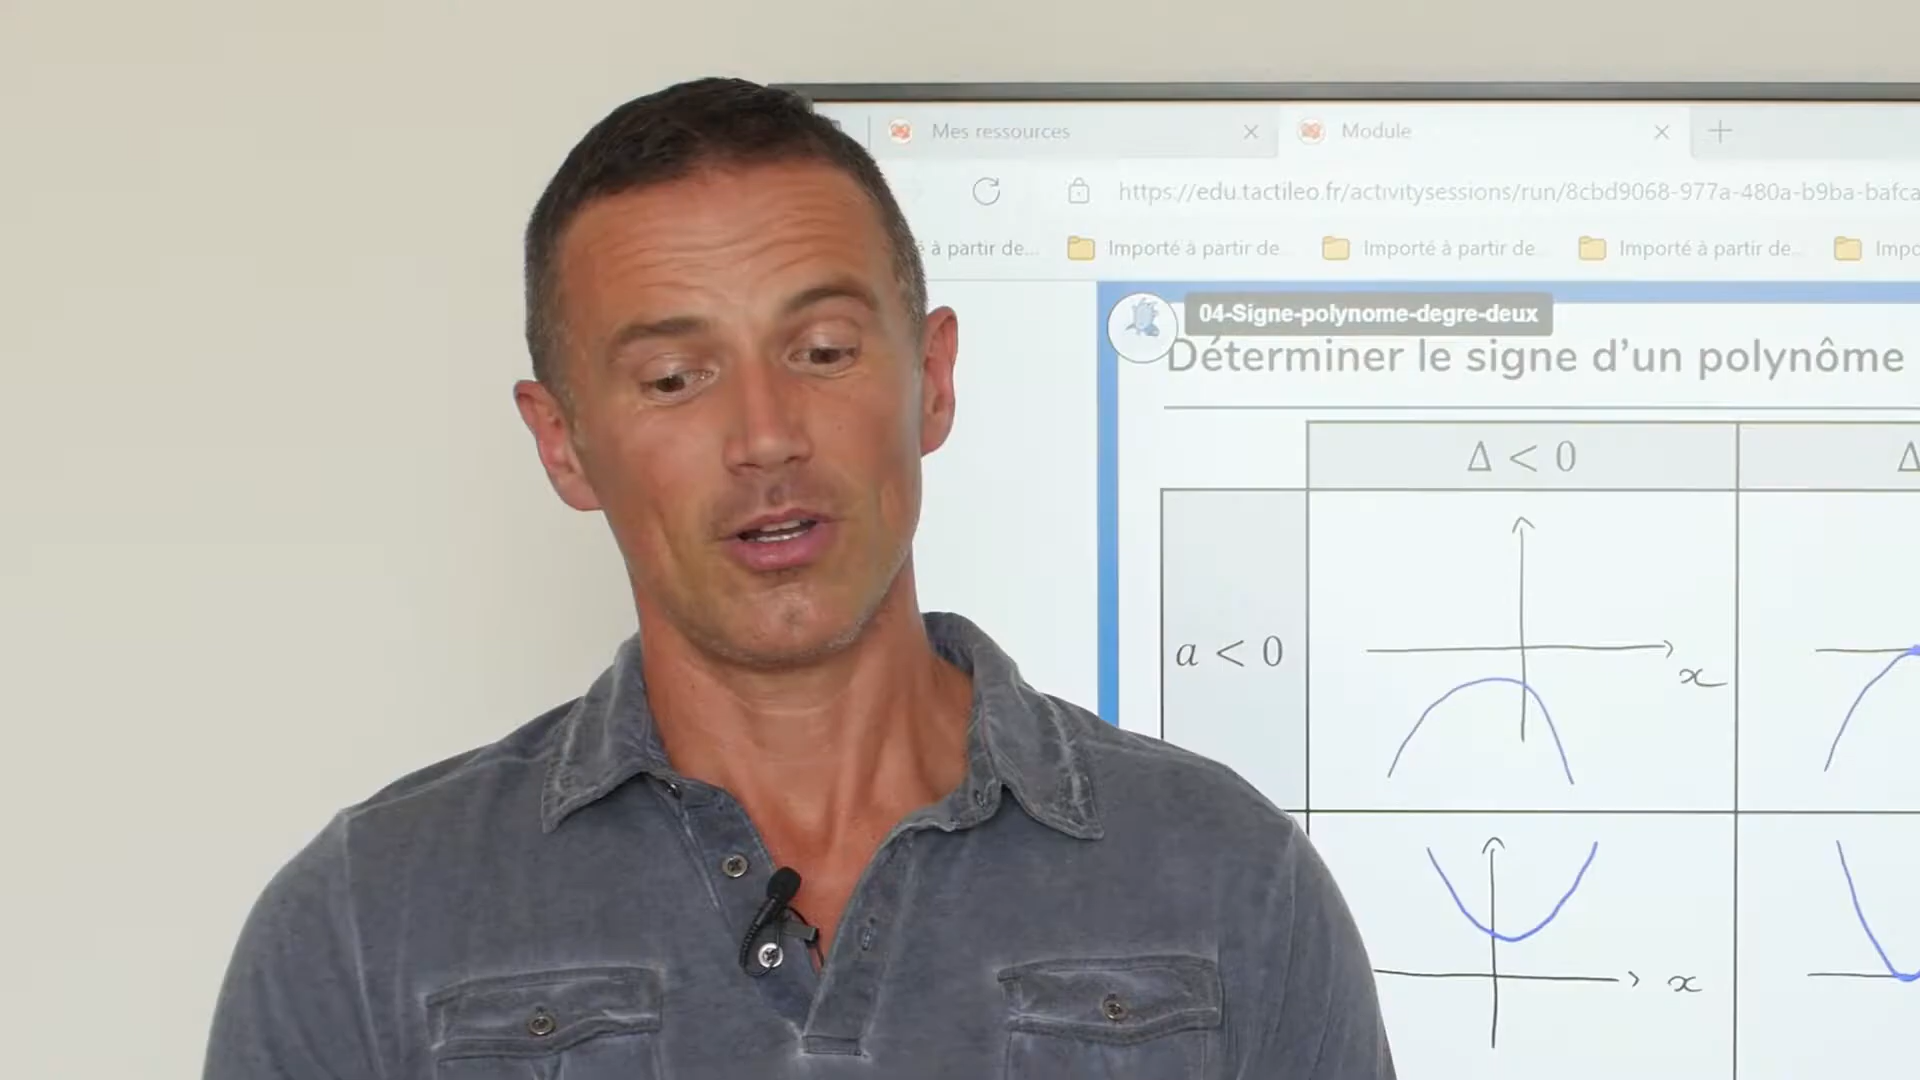 Mes ressources
Module
https://edu.tactileo.fr/activitysessions/run/8cbd9068-977a-480a-b9ba-bafca
é à partir de...
Importé à partir de...
Importé à partir de...
Importé à partir de...
Impo
04-Signe-polynome-degre-deux
Déterminer le signe d'un polynôme
Δ < 0
Δ
a < 0
x
x